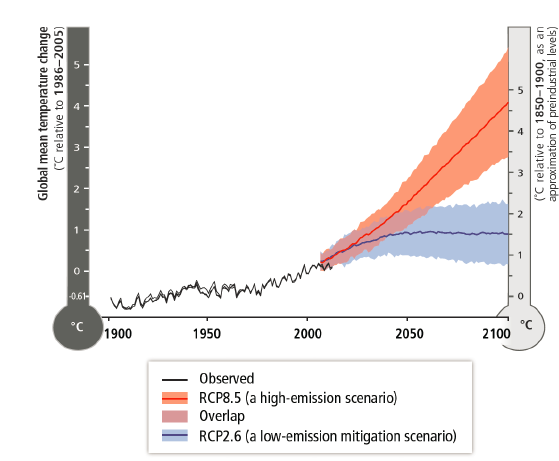 Global mean temperature change
(˚C relative to 1986–2005)
5
4
3
2
1
0
-0.61
°C
1900
1950
2000
2050
2100
5
4
3
2
1
0
°C
(˚C relative to 1850–1900, as an
approximation of preindustrial levels)
Observed
RCP8.5 (a high-emission scenario)
Overlap
RCP2.6 (a low-emission mitigation scenario)